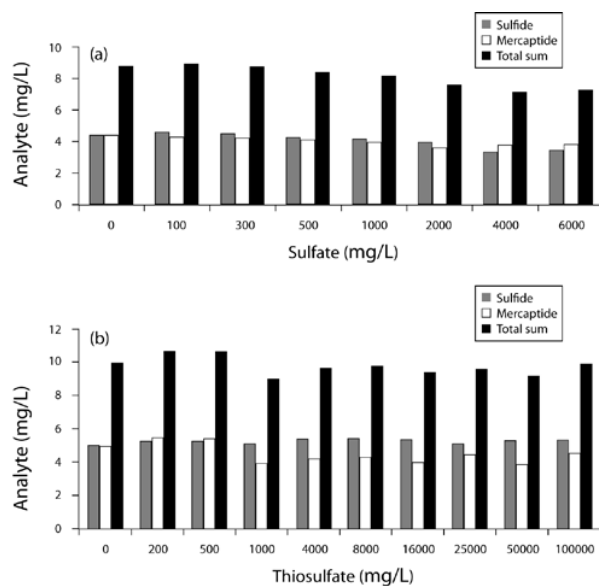 (a)
Sulfide
Mercaptide
Total sum
Analyte (mg/L)
10
8
6
4
2
0
0 100 300 500 1000 2000 4000 6000
Sulfate (mg/L)
(b)
Sulfide
Mercaptide
Total sum
Analyte (mg/L)
12
10
8
6
4
2
0
0 200 500 1000 4000 8000 16000 25000 50000 100000
Thiosulfate (mg/L)